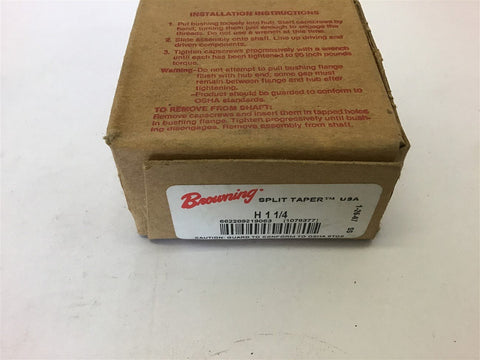 INSTALLATION INSTRUCTIONS
1. Put bushing loosely into hub. Start capscrews by
hand, turning them just enough to engage the
threads. Do not use a wrench at this time.
2. Slide assembly onto shaft. Line up driving and
driven components.
3. Tighten capscrews progressively with a wrench
until each has been tightened to 95 inch pounds
torque.
Warning–Do not attempt to pull bushing flange
flush with hub end; some gap must
remain between flange and hub after
tightening.
–Product should be guarded to conform to
OSHA standards.
TO REMOVE FROM SHAFT:
Remove capscrews and insert them in tapped holes
in bushing flange. Tighten progressively until bush-
ing disengages. Remove assembly from shaft.
Browning SPLIT TAPER™ USA
H 1 1/4
(1079377)
CAUTION: GUARD TO CONFORM TO OSHA STDS